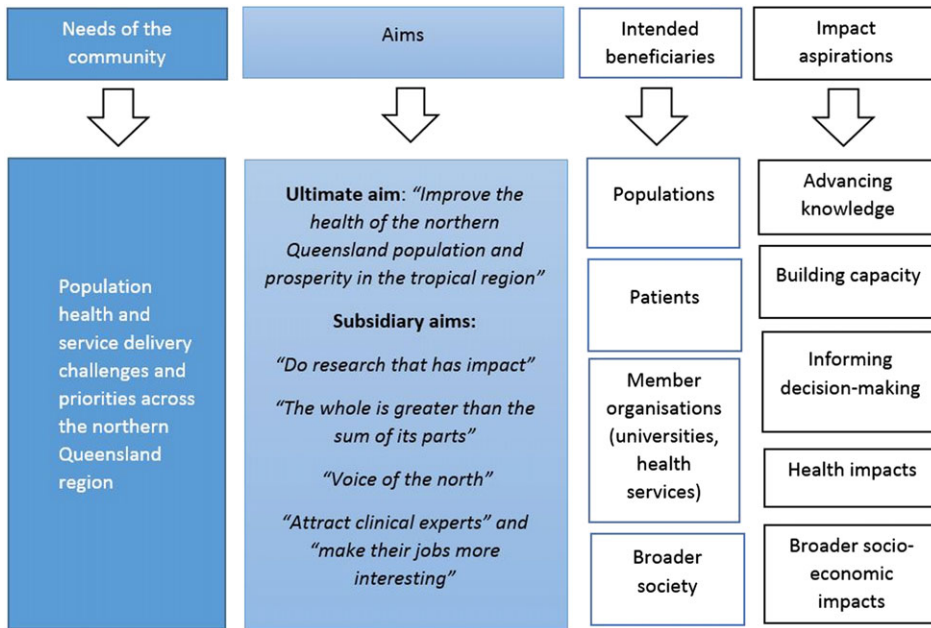 Needs of the
community
Aims
Intended
beneficiaries
Impact
aspirations
Population
health and
service delivery
challenges and
priorities across
the northern
Queensland
region
Ultimate aim: “Improve the
health of the northern
Queensland population and
prosperity in the tropical region”
Subsidiary aims:
“Do research that has impact”
“The whole is greater than the
sum of its parts”
“Voice of the north”
“Attract clinical experts” and
“make their jobs more
interesting”
Populations
Patients
Member
organisations
(universities,
health
services)
Broader
society
Advancing
knowledge
Building capacity
Informing
decision-making
Health impacts
Broader socio-
economic
impacts